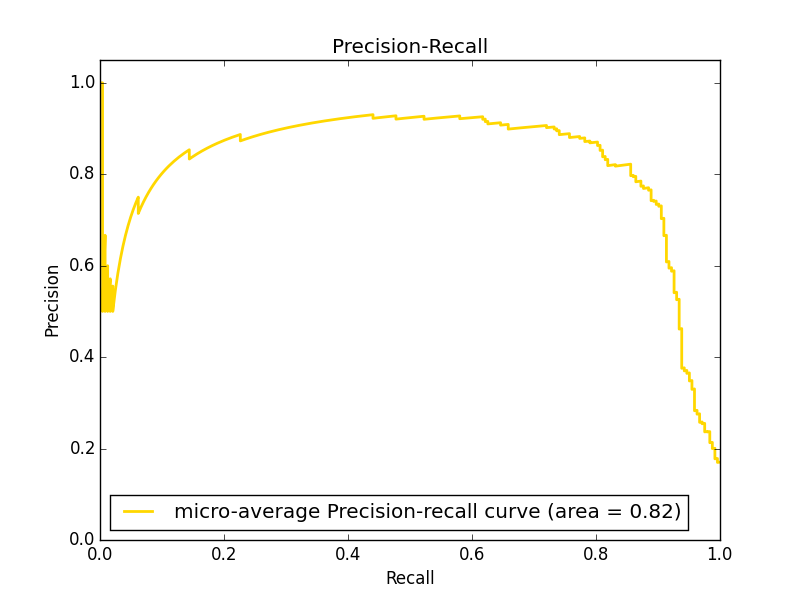 Precision-Recall
1.0
0.8
0.6
Precision
0.4
0.2
micro-average Precision-recall curve (area = 0.82)
0.0
0.0 0.2 0.4 0.6 0.8 1.0
Recall